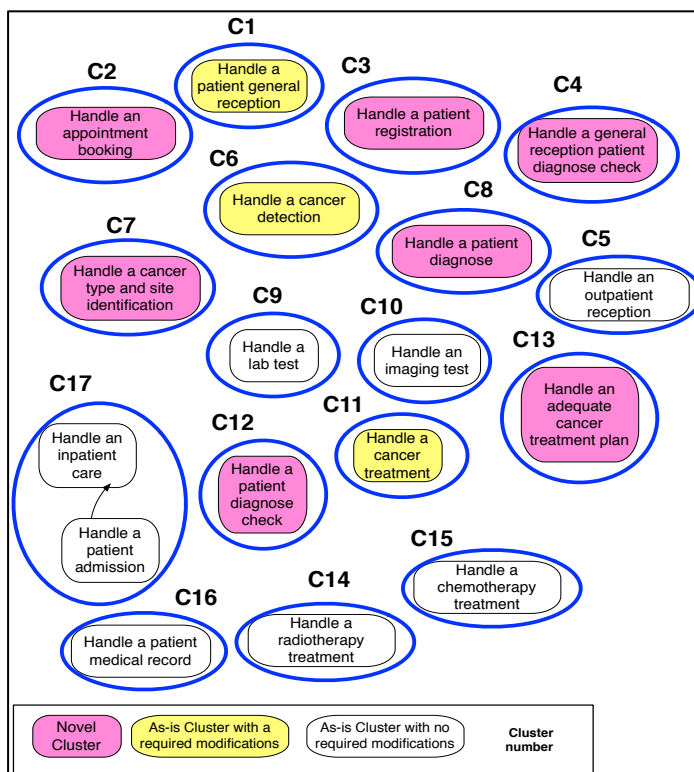 C1
Handle a
patient general
reception
C2
Handle an
appointment
booking
C3
Handle a patient
registration
C4
Handle a general
reception patient
diagnose check
C6
Handle a cancer
detection
C8
Handle a patient
diagnose
C7
Handle a cancer
type and site
identification
C5
Handle an
outpatient
reception
C9
Handle a
lab test
C10
Handle an
imaging test
C13
Handle an
adequate
cancer
treatment plan
C17
Handle an
inpatient
care
Handle a
patient
admission
C12
Handle a
patient
diagnose
check
C11
Handle a
cancer
treatment
C15
Handle a
chemotherapy
treatment
C16
Handle a patient
medical record
C14
Handle a
radiotherapy
treatment
Novel
Cluster
As-is Cluster with a
required modifications
As-is Cluster with no
required modifications
Cluster
number